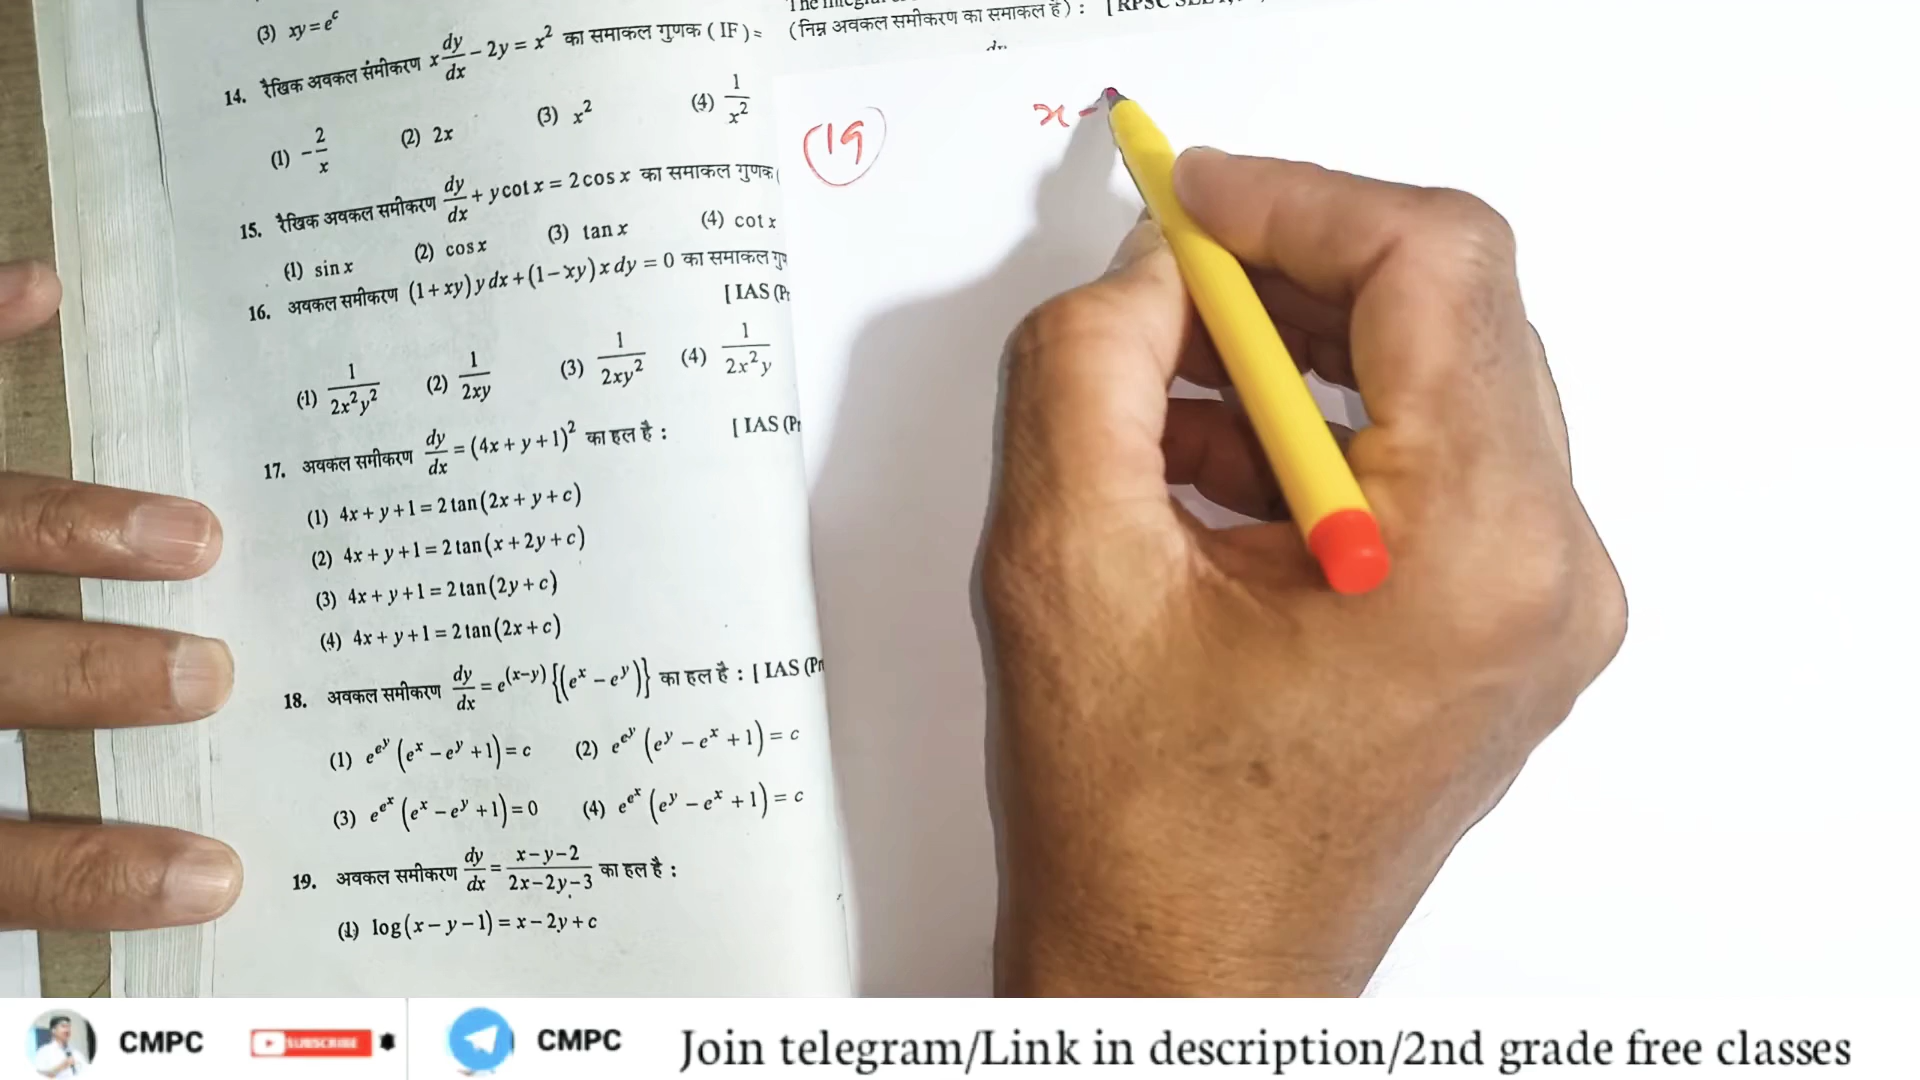 (3) xy = e^c
14. रैखिक अवकल समीकरण x dy/dx - 2y = x² का समाकल गुणक (IF) =
(1) -2/x (2) 2x (3) x² (4) 1/x²
15. रैखिक अवकल समीकरण dy/dx + y cot x = 2 cos x का समाकल गुणक
(1) sin x (2) cos x (3) tan x (4) cot x
16. अवकल समीकरण (1+xy) y dx + (1-xy) x dy = 0 का समाकल
[IAS
(1) 1/2x²y² (2) 1/2xy (3) 1/2xy² (4) 1/2x²y
17. अवकल समीकरण dy/dx = (4x + y + 1)² का हल है : [IAS
(1) 4x + y + 1 = 2 tan(2x + y + c)
(2) 4x + y + 1 = 2 tan(x + 2y + c)
(3) 4x + y + 1 = 2 tan(2y + c)
(4) 4x + y + 1 = 2 tan(2x + c)
18. अवकल समीकरण dy/dx = e^(x-y) {(e^x - e^y)} का हल है : [IAS
(1) e^e^y (e^x - e^y + 1) = c (2) e^e^y (e^y - e^x + 1) = c
(3) e^e^x (e^x - e^y + 1) = 0 (4) e^e^x (e^y - e^x + 1) = c
19. अवकल समीकरण dy/dx = x-y-2/2x-2y-3 का हल है :
(1) log(x - y - 1) = x - 2y + c
(निम्न अवकल समीकरण का समाकल है) :
19
x -
CMPC SUBSCRIBE CMPC Join telegram/Link in description/2nd grade free classes